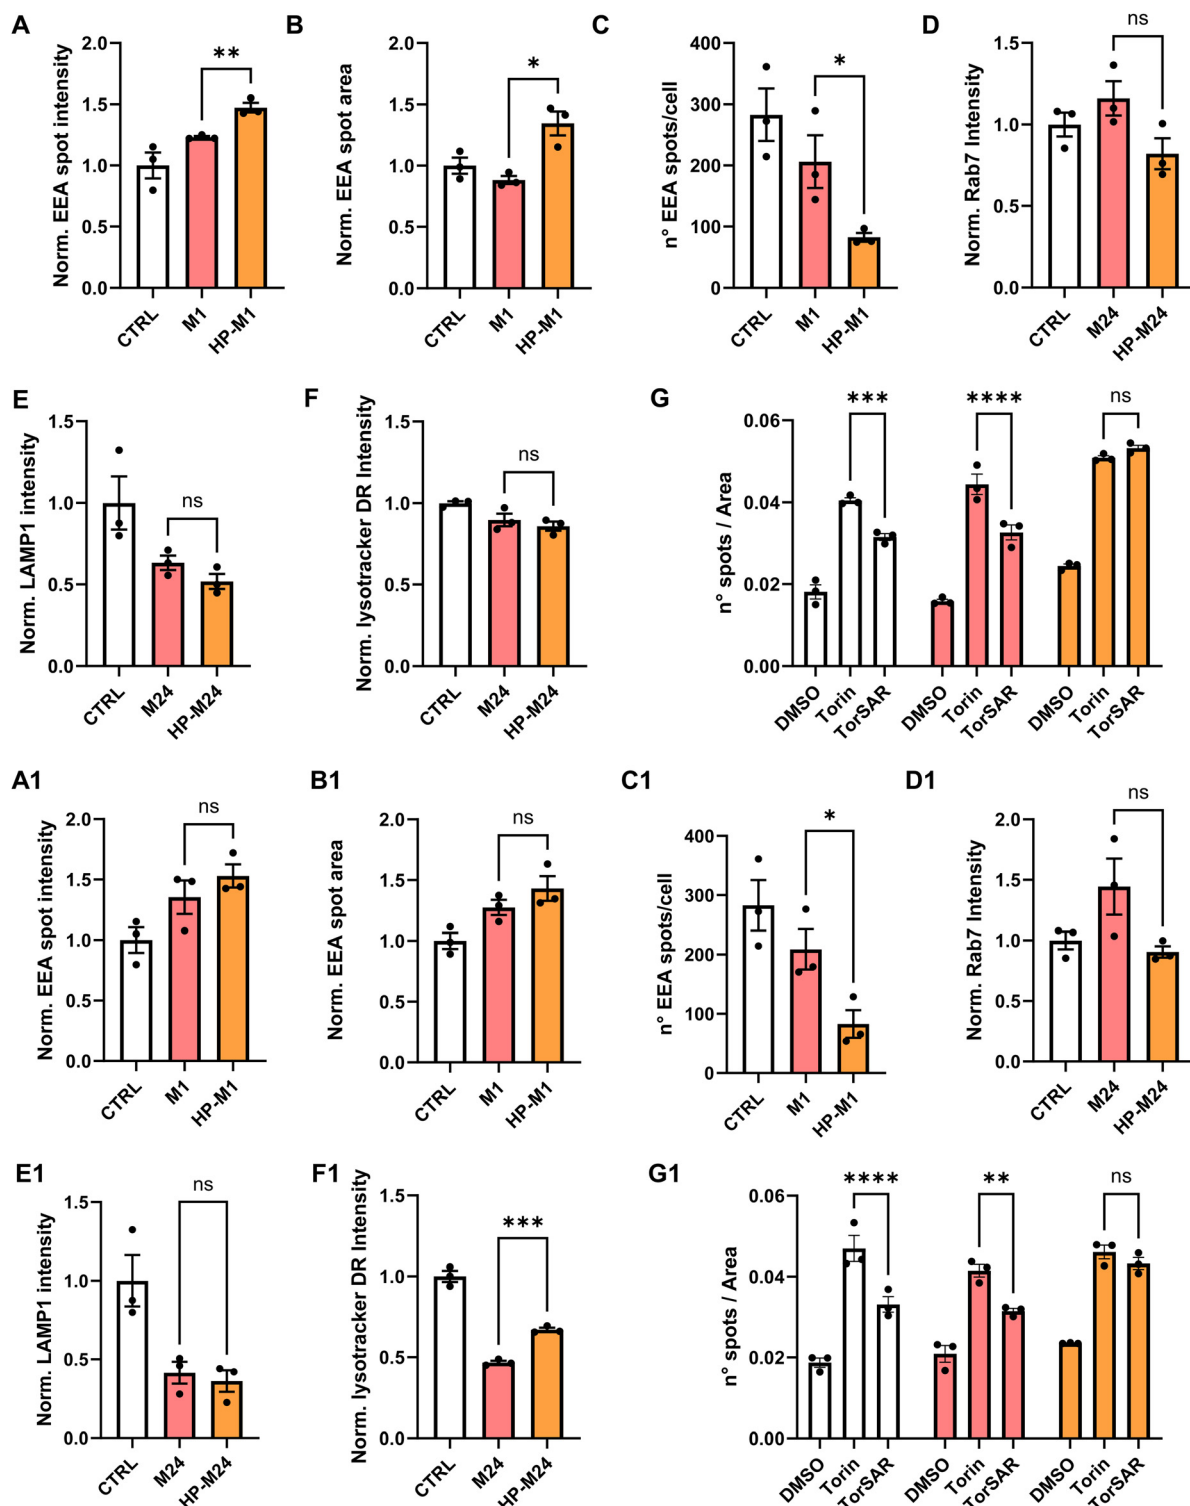 A
Norm. EEA spot intensity
2.0
1.5
1.0
0.5
0.0
**
CTRL
M1
HP-M1
B
Norm. EEA spot area
2.0
1.5
1.0
0.5
0.0
*
CTRL
M1
HP-M1
C
n° EEA spots/cell
400
300
200
100
0
*
CTRL
M1
HP-M1
D
Norm. Rab7 Intensity
1.5
1.0
0.5
0.0
ns
CTRL
M24
HP-M24
E
Norm. LAMP1 intensity
1.5
1.0
0.5
0.0
ns
CTRL
M24
HP-M24
F
Norm. lysotracker DR Intensity
1.5
1.0
0.5
0.0
ns
CTRL
M24
HP-M24
G
n° spots / Area
0.06
0.04
0.02
0.00
***
****
ns
DMSO
Torin
TorSAR
DMSO
Torin
TorSAR
DMSO
Torin
TorSAR
A1
Norm. EEA spot intensity
2.0
1.5
1.0
0.5
0.0
ns
CTRL
M1
HP-M1
B1
Norm. EEA spot area
2.0
1.5
1.0
0.5
0.0
ns
CTRL
M1
HP-M1
C1
n° EEA spots/cell
400
300
200
100
0
*
CTRL
M1
HP-M1
D1
Norm. Rab7 Intensity
2.0
1.5
1.0
0.5
0.0
ns
CTRL
M24
HP-M24
E1
Norm. LAMP1 intensity
1.5
1.0
0.5
0.0
ns
CTRL
M24
HP-M24
F1
Norm. lysotracker DR Intensity
1.5
1.0
0.5
0.0
***
CTRL
M24
HP-M24
G1
n° spots / Area
0.06
0.04
0.02
0.00
****
**
ns
DMSO
Torin
TorSAR
DMSO
Torin
TorSAR
DMSO
Torin
TorSAR